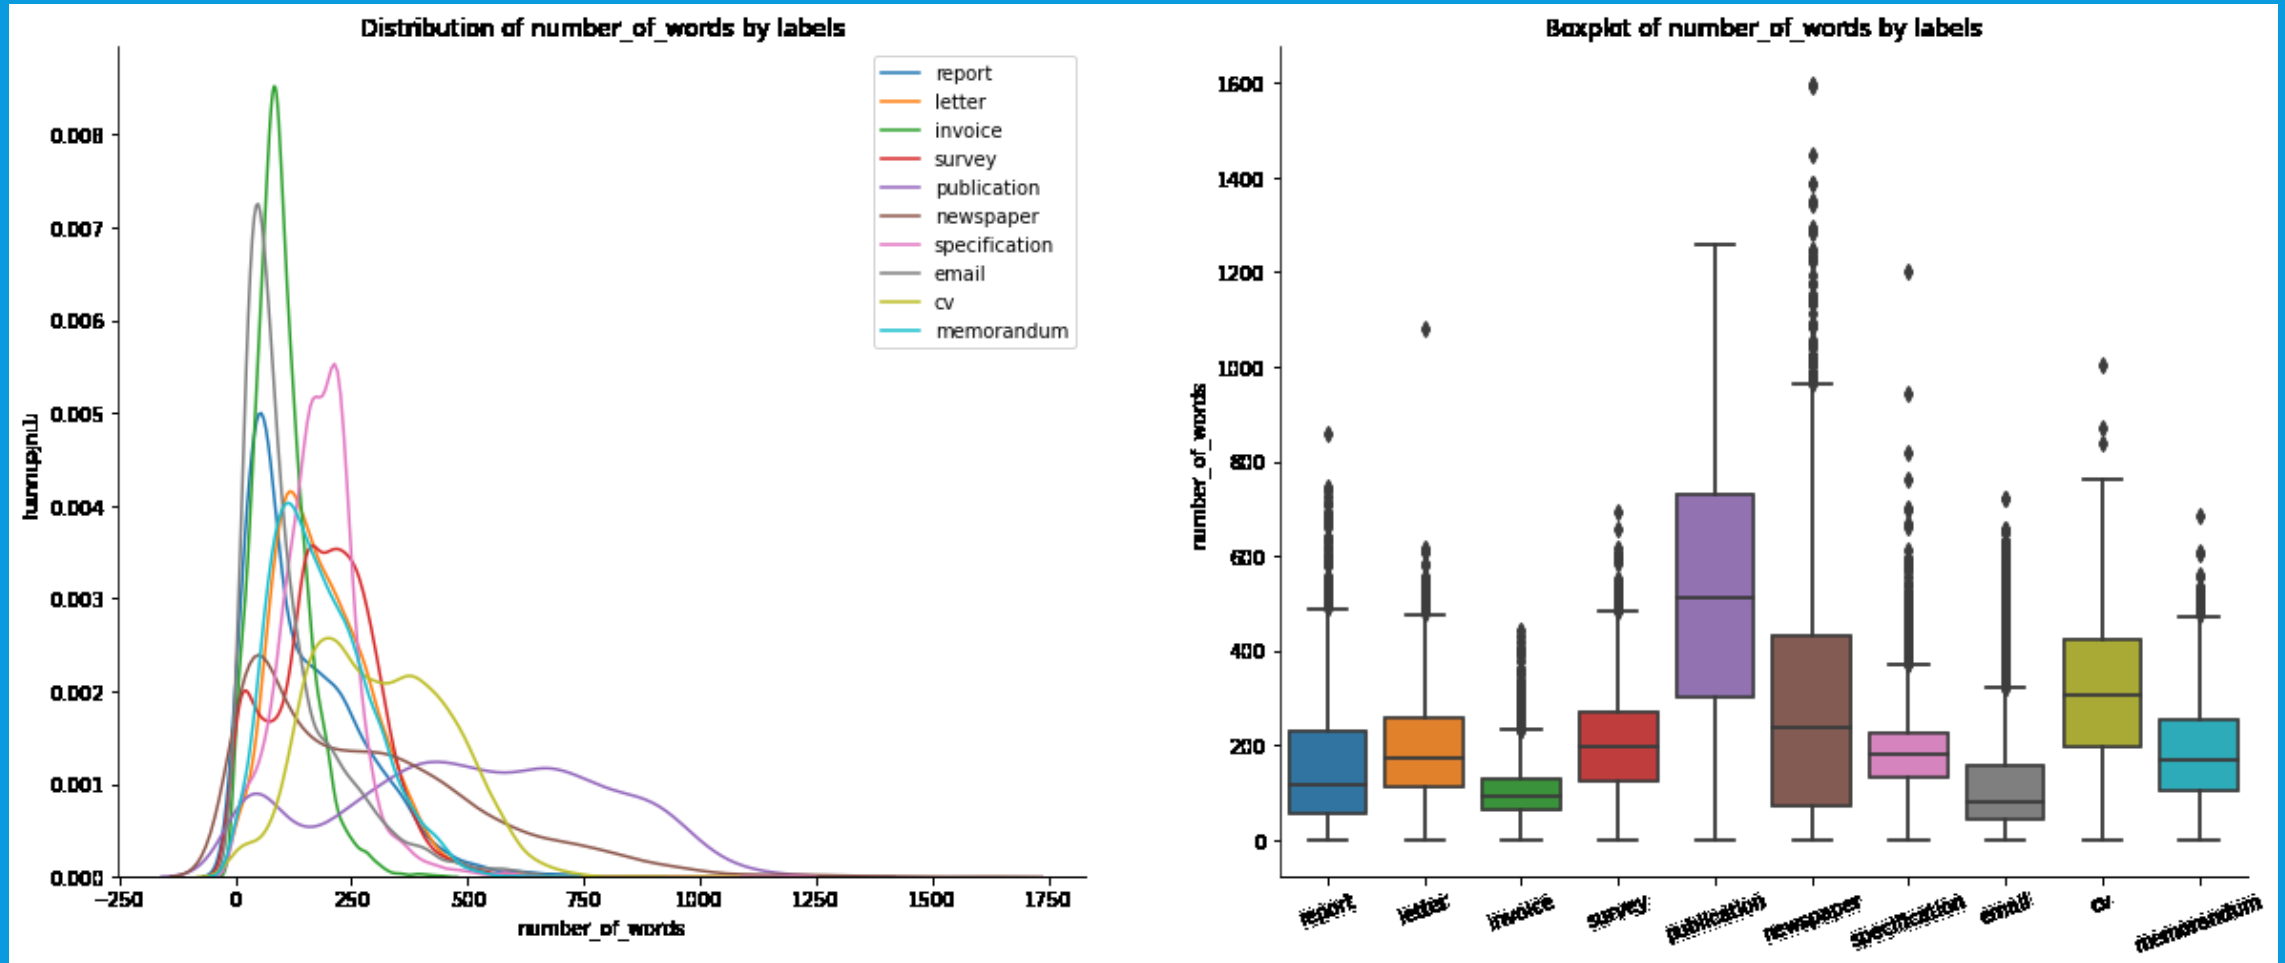 Distribution of number_of_words by labels
0.008
0.007
0.006
0.005
0.004
0.003
0.002
0.001
0.000
−250 0 250 500 750 1000 1250 1500 1750
number_of_words
report
letter
invoice
survey
publication
newspaper
specification
email
cv
memorandum
Boxplot of number_of_words by labels
number_of_words
1600
1400
1200
1000
800
600
400
200
0
report letter invoice survey publication newspaper specification email cv memorandum